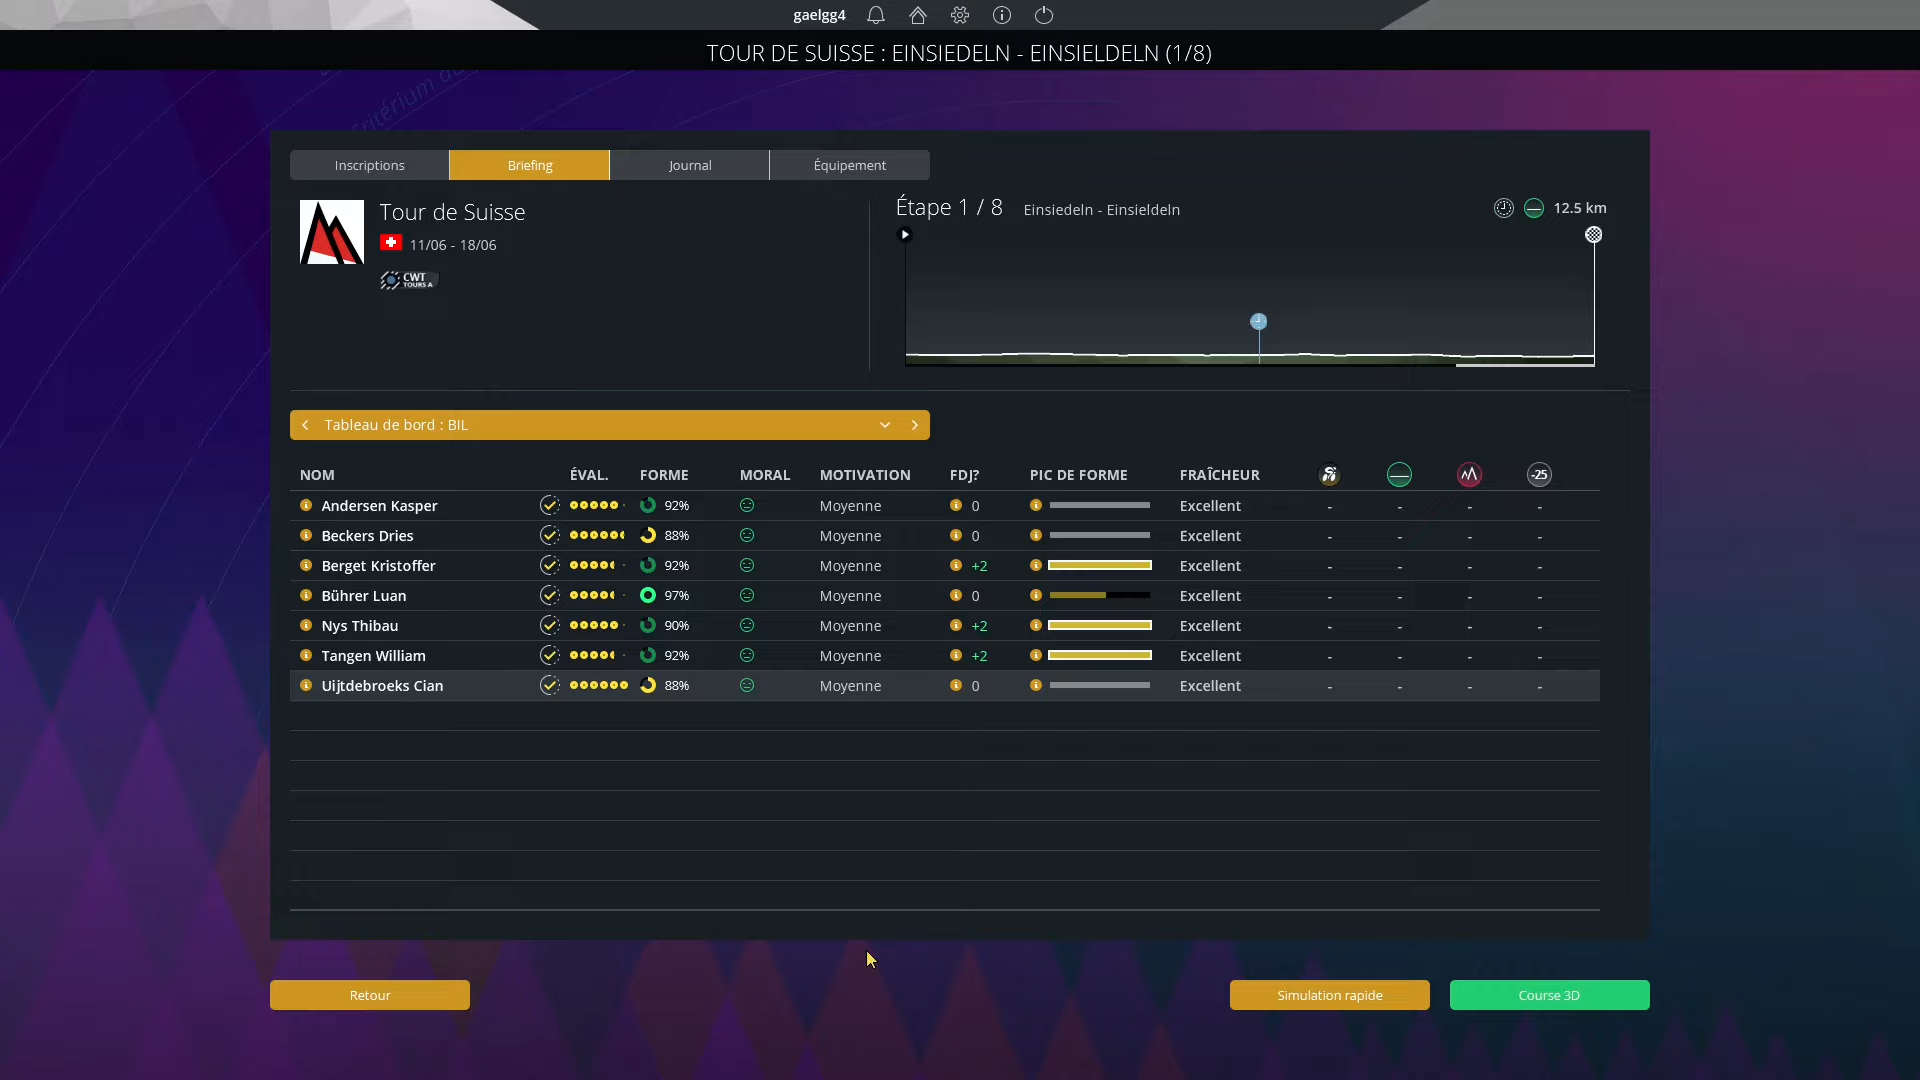 gaelgg4
TOUR DE SUISSE : EINSIEDELN - EINSIELDELN (1/8)
Inscriptions Briefing Journal Équipement
Tour de Suisse
11/06 - 18/06
CWT
TOURS A
Étape 1 / 8 Einsiedeln - Einsieldeln 12.5 km
Tableau de bord : BIL
NOM ÉVAL. FORME MORAL MOTIVATION FDJ? PIC DE FORME FRAÎCHEUR -25
Andersen Kasper 92% Moyenne 0 Excellent - - - -
Beckers Dries 88% Moyenne 0 Excellent - - - -
Berget Kristoffer 92% Moyenne +2 Excellent - - - -
Bührer Luan 97% Moyenne 0 Excellent - - - -
Nys Thibau 90% Moyenne +2 Excellent - - - -
Tangen William 92% Moyenne +2 Excellent - - - -
Uijtdebroeks Cian 88% Moyenne 0 Excellent - - - -
Retour Simulation rapide Course 3D